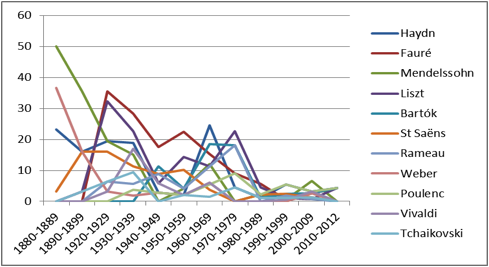 60
50
40
30
20
10
0
1880-1889
1890-1899
1920-1929
1930-1939
1940-1949
1950-1959
1960-1969
1970-1979
1980-1989
1990-1999
2000-2009
2010-2012
Haydn
Fauré
Mendelssohn
Liszt
Bartók
St Saëns
Rameau
Weber
Poulenc
Vivaldi
Tchaikovski